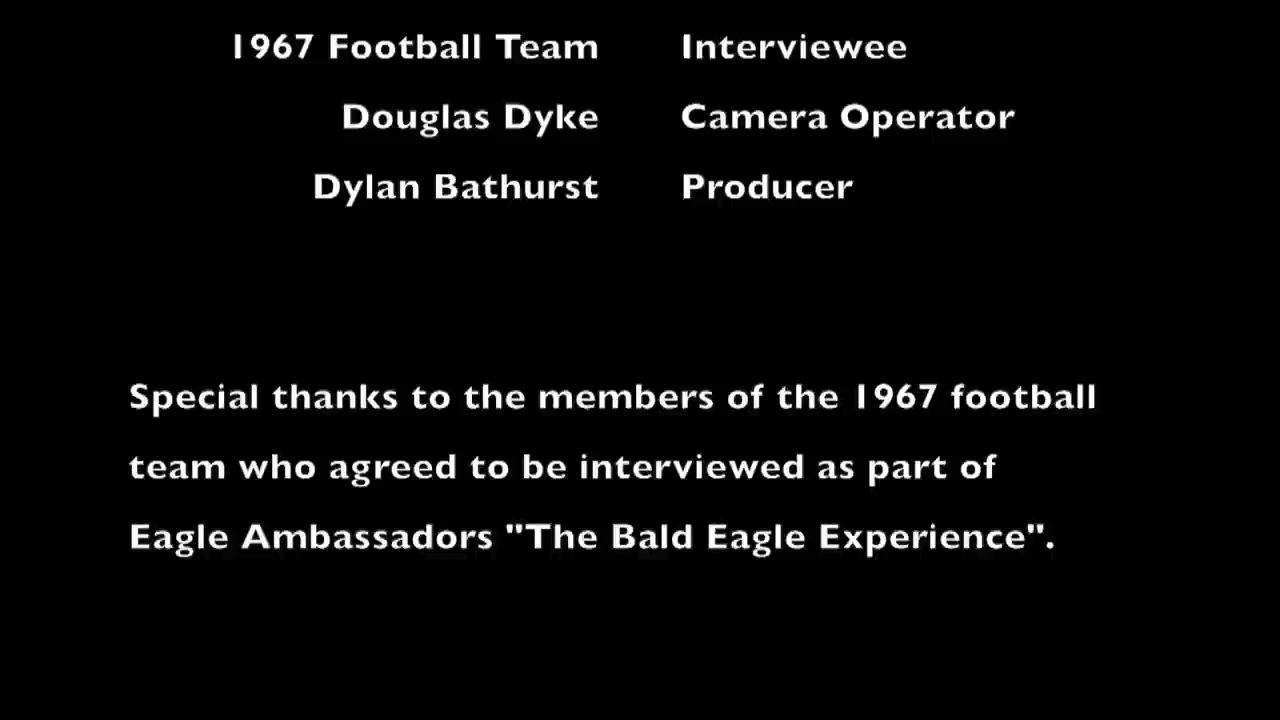 1967 Football Team Interviewee
Douglas Dyke Camera Operator
Dylan Bathurst Producer
Special thanks to the members of the 1967 football
team who agreed to be interviewed as part of
Eagle Ambassadors "The Bald Eagle Experience".